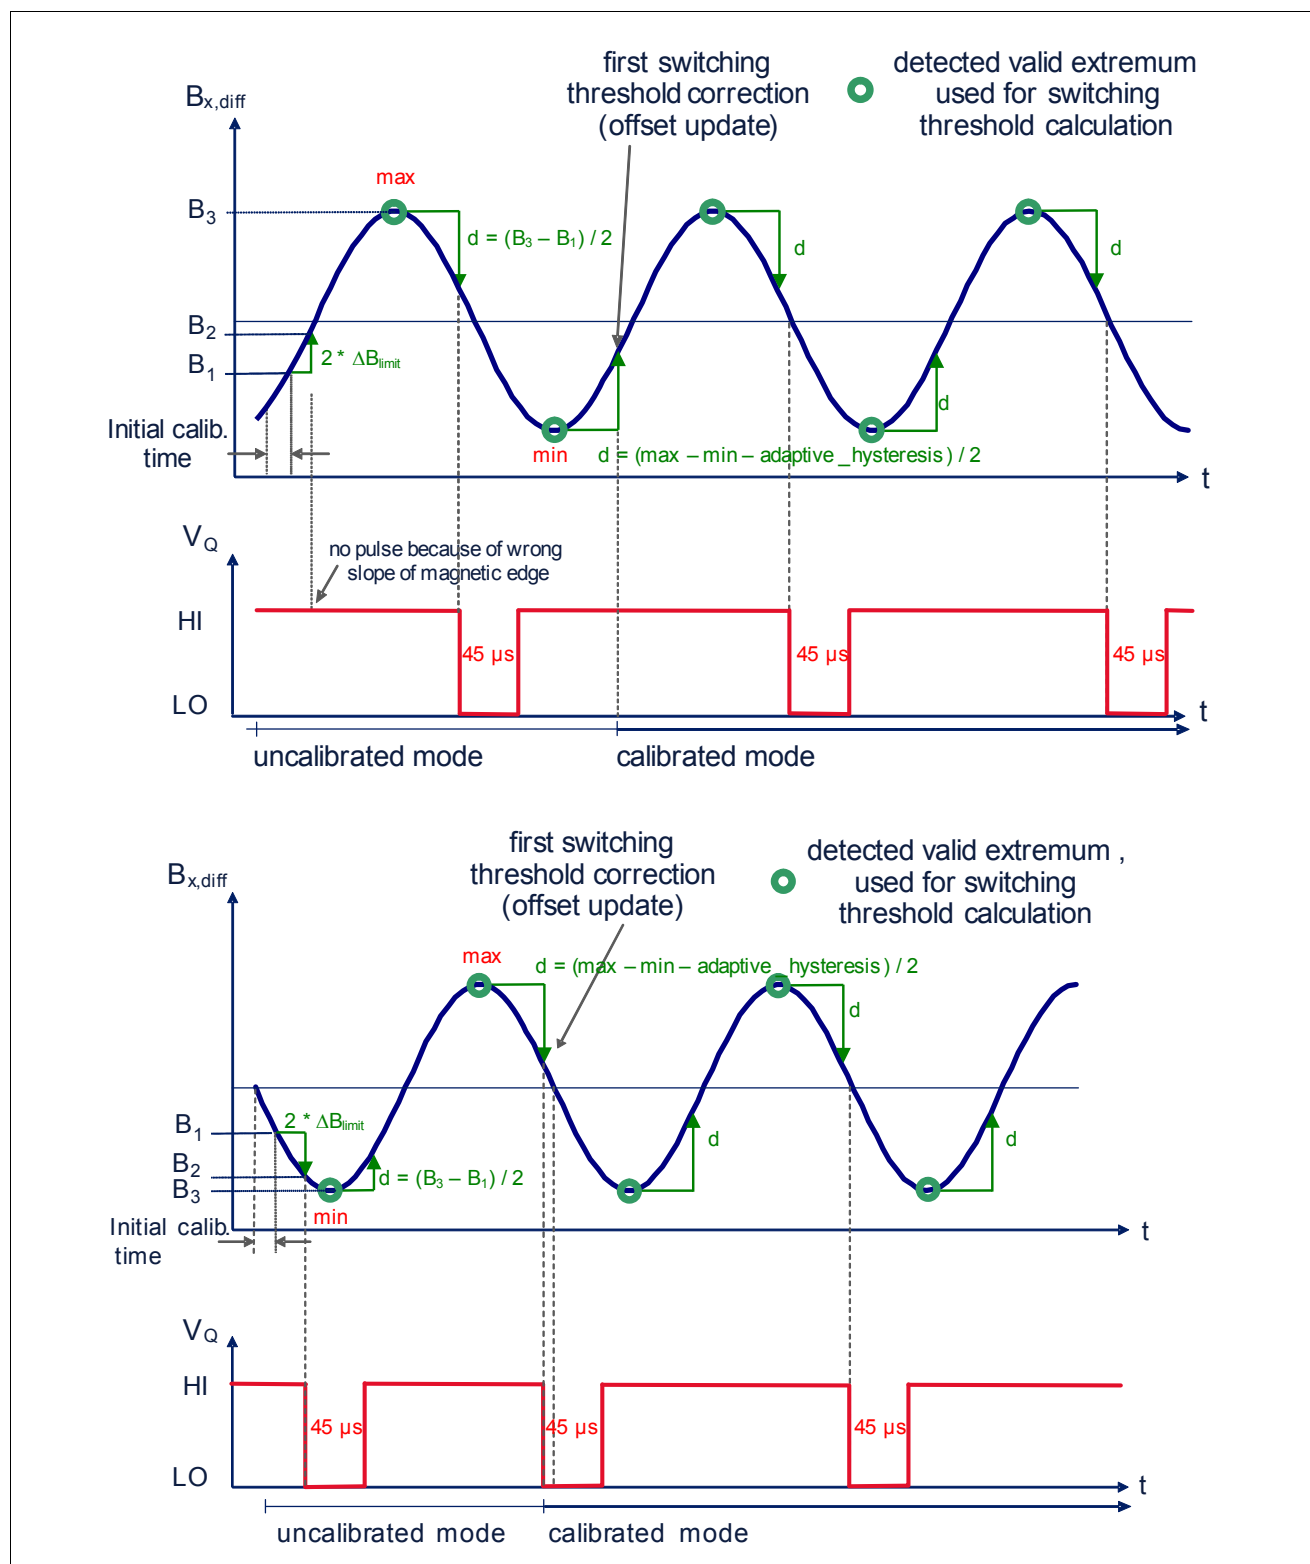 first switching
threshold correction
(offset update)
detected valid extremum
used for switching
threshold calculation
Bx,diff
max
B3
d = (B3 – B1) / 2
d
d
B2
B1
2 * ΔBlimit
d
Initial calib.
time
min
d = (max – min – adaptive_hysteresis) / 2
t
VQ
no pulse because of wrong
slope of magnetic edge
HI
45 µs
45 µs
45 µs
LO
t
uncalibrated mode
calibrated mode
first switching
threshold correction
(offset update)
detected valid extremum ,
used for switching
threshold calculation
Bx,diff
max
d = (max – min – adaptive_hysteresis) / 2
d
B1
2 * ΔBlimit
d
d
B2
d = (B3 – B1) / 2
B3
min
Initial calib.
time
t
VQ
HI
45 µs
45 µs
45 µs
LO
t
uncalibrated mode
calibrated mode